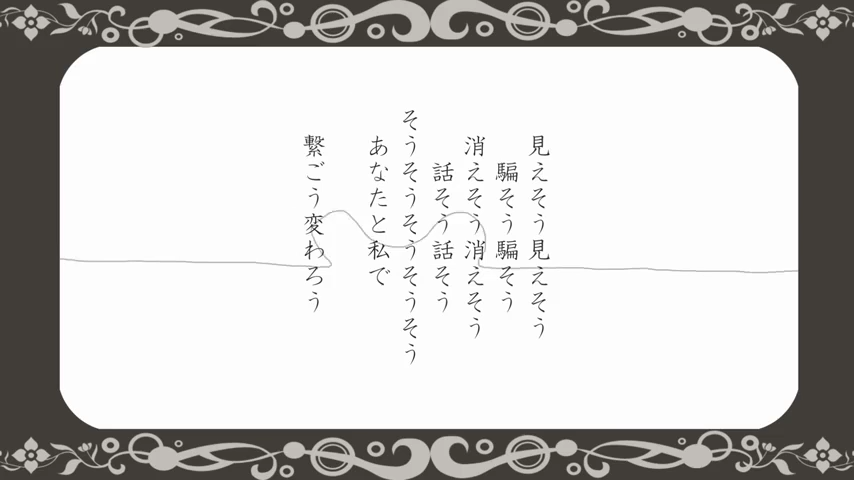 見えそう見えそう
騙そう騙そう
消えそう消えそう
話そう話そう
そうそうそうそうそう
あなたと私で
繋ごう変わろう